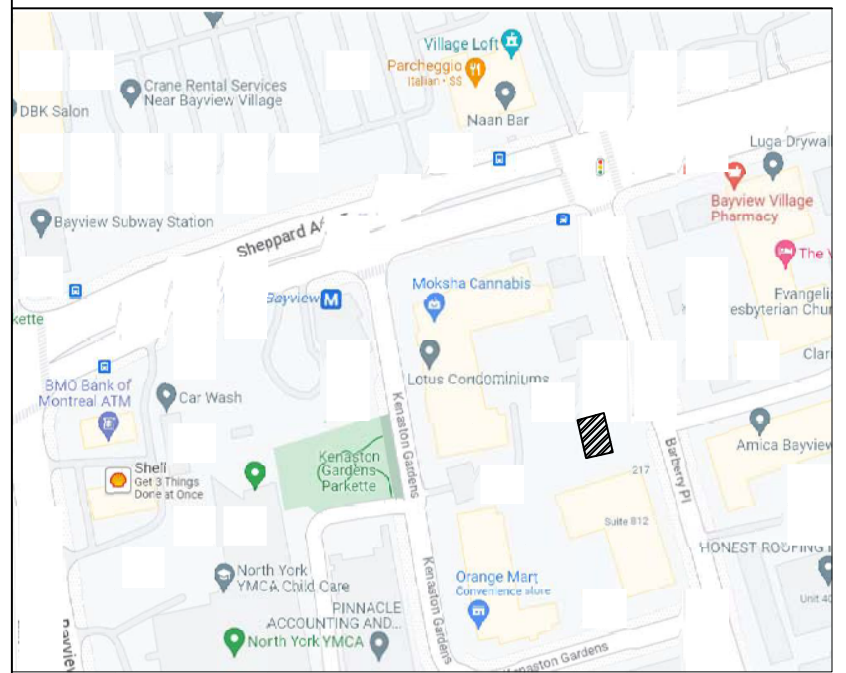 Village Loft
Parcheggio
Italian · $$
Crane Rental Services
Near Bayview Village
DBK Salon
Naan Bar
Luga Drywal
Bayview Village
Pharmacy
Bayview Subway Station
Sheppard A
The V
Moksha Cannabis
Bayview M
Evangeli
esbyterian Chur
kette
Clar
Lotus Condominiums
BMO Bank of
Montreal ATM
Car Wash
Kenaston Gardens
Barberry Pl
Amica Bayview
Kenaston
Gardens
Parkette
Shell
Get 3 Things
Done at Once
217
Suite 812
HONEST ROOFING
North York
YMCA Child Care
Orange Mart
Convenience store
Unit 40
Kenaston Gardens
PINNACLE
ACCOUNTING AND...
North York YMCA
Bayview
Kenaston Gardens